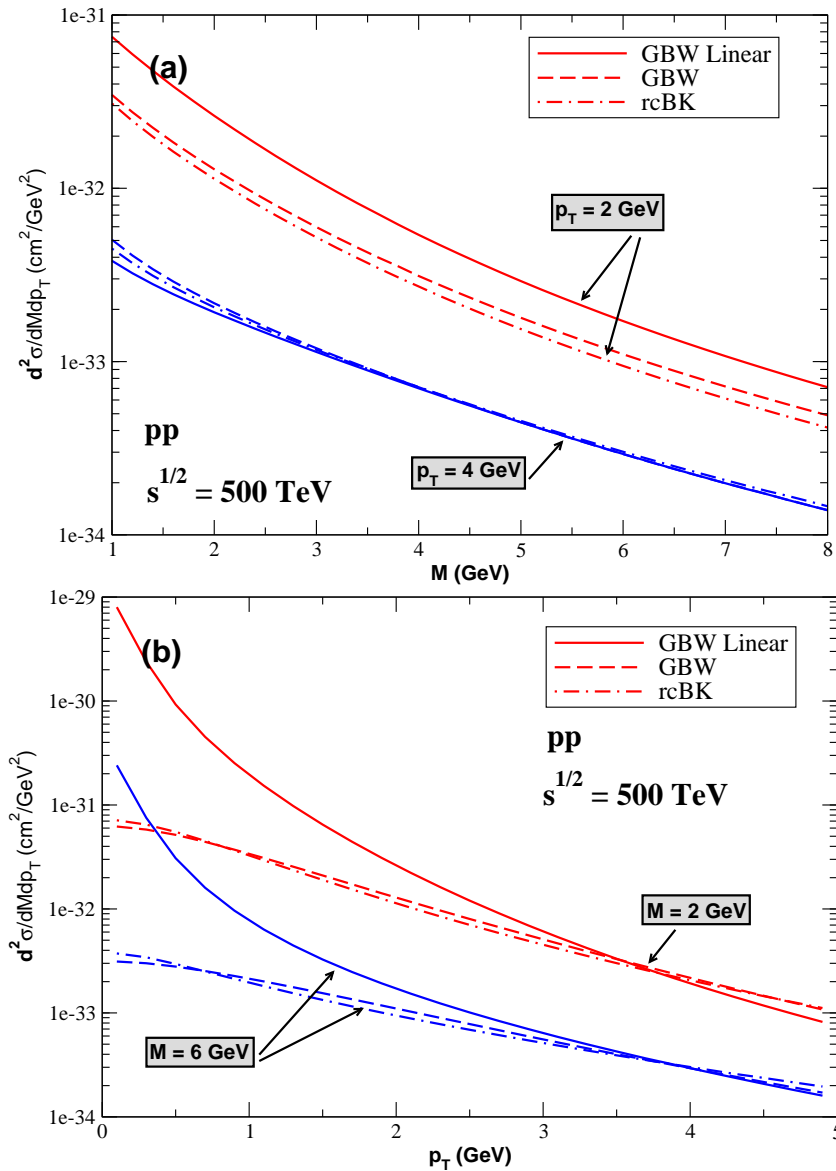 1e-31
(a)
GBW Linear
GBW
rcBK
1e-32
p_T = 2 GeV
d²σ/dMdp_T (cm²/GeV²)
1e-33
pp
p_T = 4 GeV
s^1/2 = 500 TeV
1e-34
1 2 3 4 5 6 7 8
M (GeV)
1e-29
(b)
GBW Linear
GBW
rcBK
1e-30
pp
s^1/2 = 500 TeV
1e-31
d²σ/dMdp_T (cm²/GeV²)
M = 2 GeV
1e-32
1e-33
M = 6 GeV
1e-34
0 1 2 3 4 5
p_T (GeV)